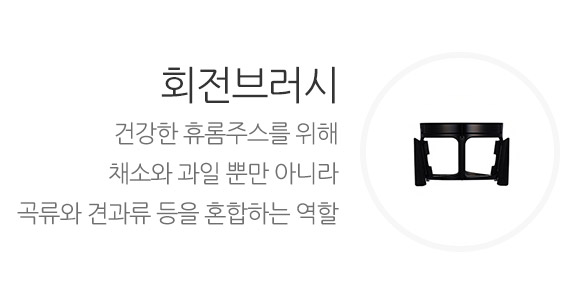 회전브러시
건강한 휴롬주스를 위해
채소와 과일 뿐만 아니라
곡류와 견과류 등을 혼합하는 역할